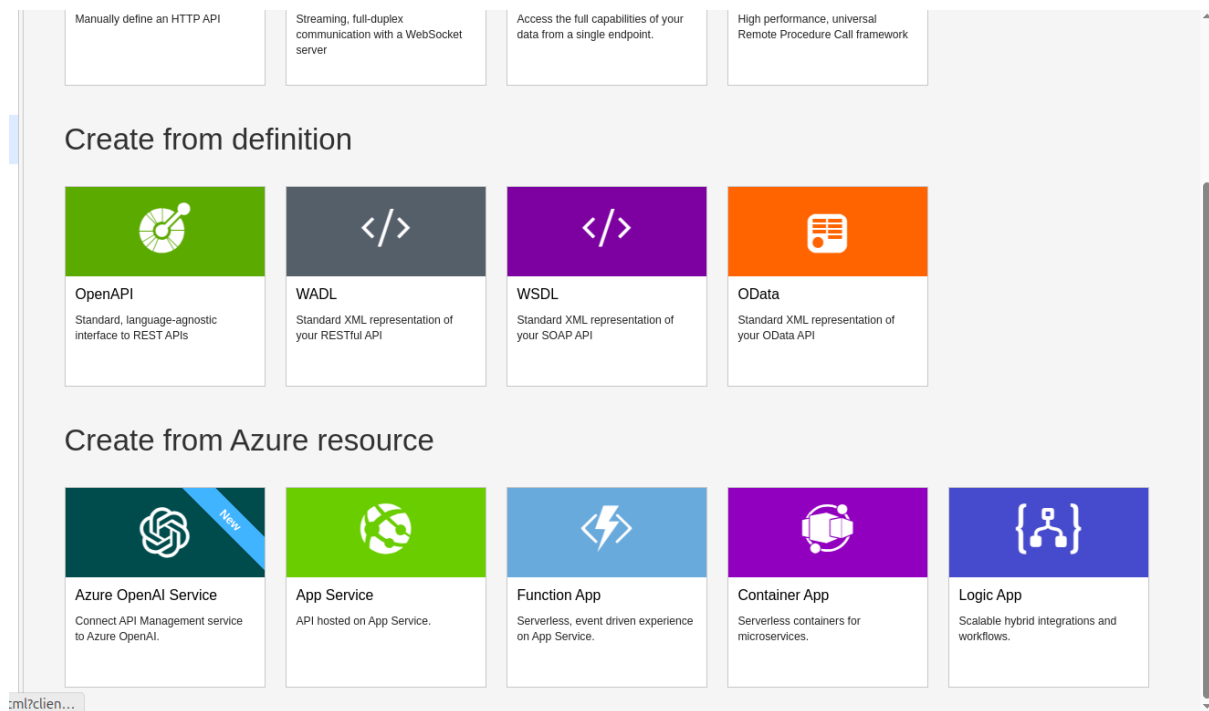 Manually define an HTTP API
Streaming, full-duplex
communication with a WebSocket
server
Access the full capabilities of your
data from a single endpoint.
High performance, universal
Remote Procedure Call framework
Create from definition
OpenAPI
Standard, language-agnostic
interface to REST APIs
WADL
Standard XML representation of
your RESTful API
WSDL
Standard XML representation of
your SOAP API
OData
Standard XML representation of
your OData API
Create from Azure resource
New
Azure OpenAI Service
Connect API Management service
to Azure OpenAI.
App Service
API hosted on App Service.
Function App
Serverless, event driven experience
on App Service.
Container App
Serverless containers for
microservices.
Logic App
Scalable hybrid integrations and
workflows.
:ml?clien...